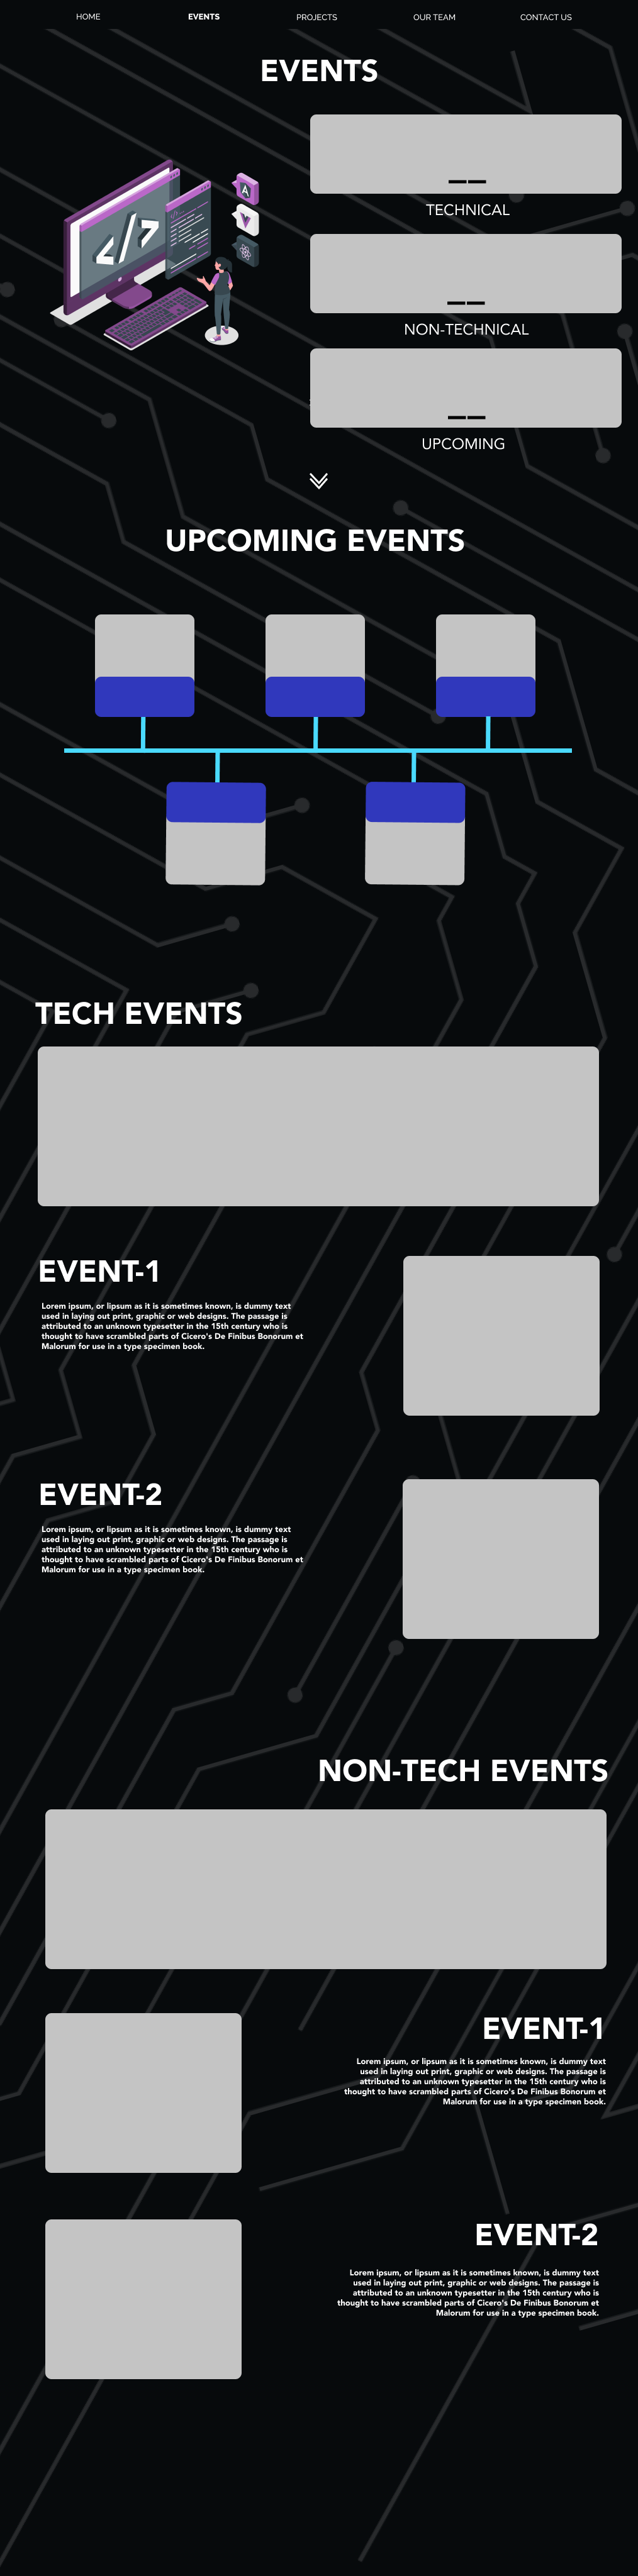 HOME EVENTS PROJECTS OUR TEAM CONTACT US
EVENTS
</>
A
V
TECHNICAL
NON-TECHNICAL
UPCOMING
UPCOMING EVENTS
TECH EVENTS
EVENT-1
Lorem ipsum, or lipsum as it is sometimes known, is dummy text
used in laying out print, graphic or web designs. The passage is
attributed to an unknown typesetter in the 15th century who is
thought to have scrambled parts of Cicero's De Finibus Bonorum et
Malorum for use in a type specimen book.
EVENT-2
Lorem ipsum, or lipsum as it is sometimes known, is dummy text
used in laying out print, graphic or web designs. The passage is
attributed to an unknown typesetter in the 15th century who is
thought to have scrambled parts of Cicero's De Finibus Bonorum et
Malorum for use in a type specimen book.
NON-TECH EVENTS
EVENT-1
Lorem ipsum, or lipsum as it is sometimes known, is dummy text
used in laying out print, graphic or web designs. The passage is
attributed to an unknown typesetter in the 15th century who is
thought to have scrambled parts of Cicero's De Finibus Bonorum et
Malorum for use in a type specimen book.
EVENT-2
Lorem ipsum, or lipsum as it is sometimes known, is dummy text
used in laying out print, graphic or web designs. The passage is
attributed to an unknown typesetter in the 15th century who is
thought to have scrambled parts of Cicero's De Finibus Bonorum et
Malorum for use in a type specimen book.